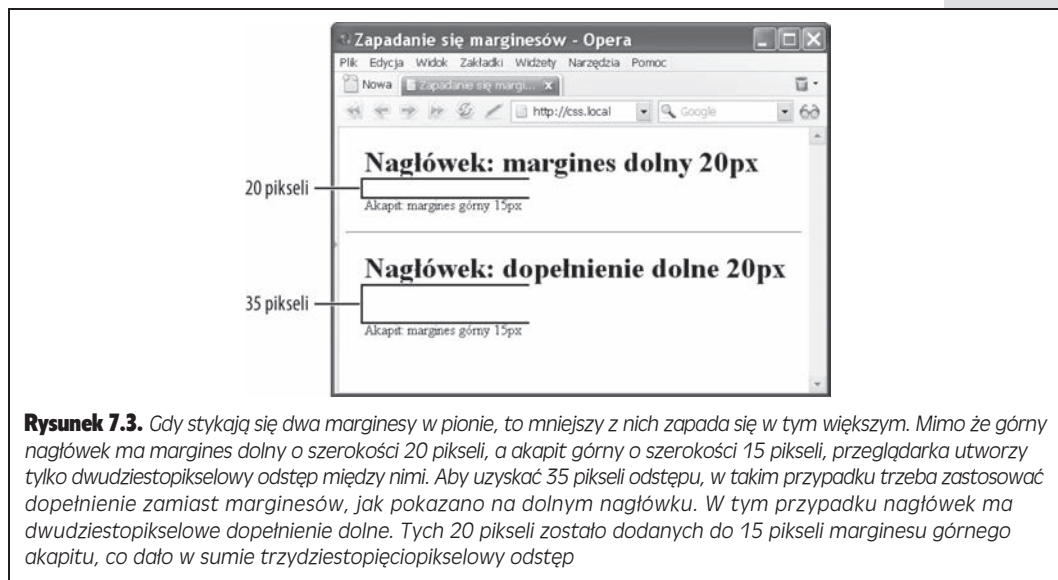 Zapadanie się marginesów - Opera
Plik Edycja Widok Zakładki Widżety Narzędzia Pomoc
Nowa Zapadanie się margi... x
http://css.local Google
Nagłówek: margines dolny 20px
20 pikseli
Akapit: margines górny 15px
Nagłówek: dopełnienie dolne 20px
35 pikseli
Akapit: margines górny 15px
Rysunek 7.3. Gdy stykają się dwa marginesy w pionie, to mniejszy z nich zapada się w tym większym. Mimo że górny
nagłówek ma margines dolny o szerokości 20 pikseli, a akapit górny o szerokości 15 pikseli, przeglądarka utworzy
tylko dwudziestopikselowy odstęp między nimi. Aby uzyskać 35 pikseli odstępu, w takim przypadku trzeba zastosować
dopełnienie zamiast marginesów, jak pokazano na dolnym nagłówku. W tym przypadku nagłówek ma
dwudziestopikselowe dopełnienie dolne. Tych 20 pikseli zostało dodanych do 15 pikseli marginesu górnego
akapitu, co dało w sumie trzydziestopięciopikselowy odstęp